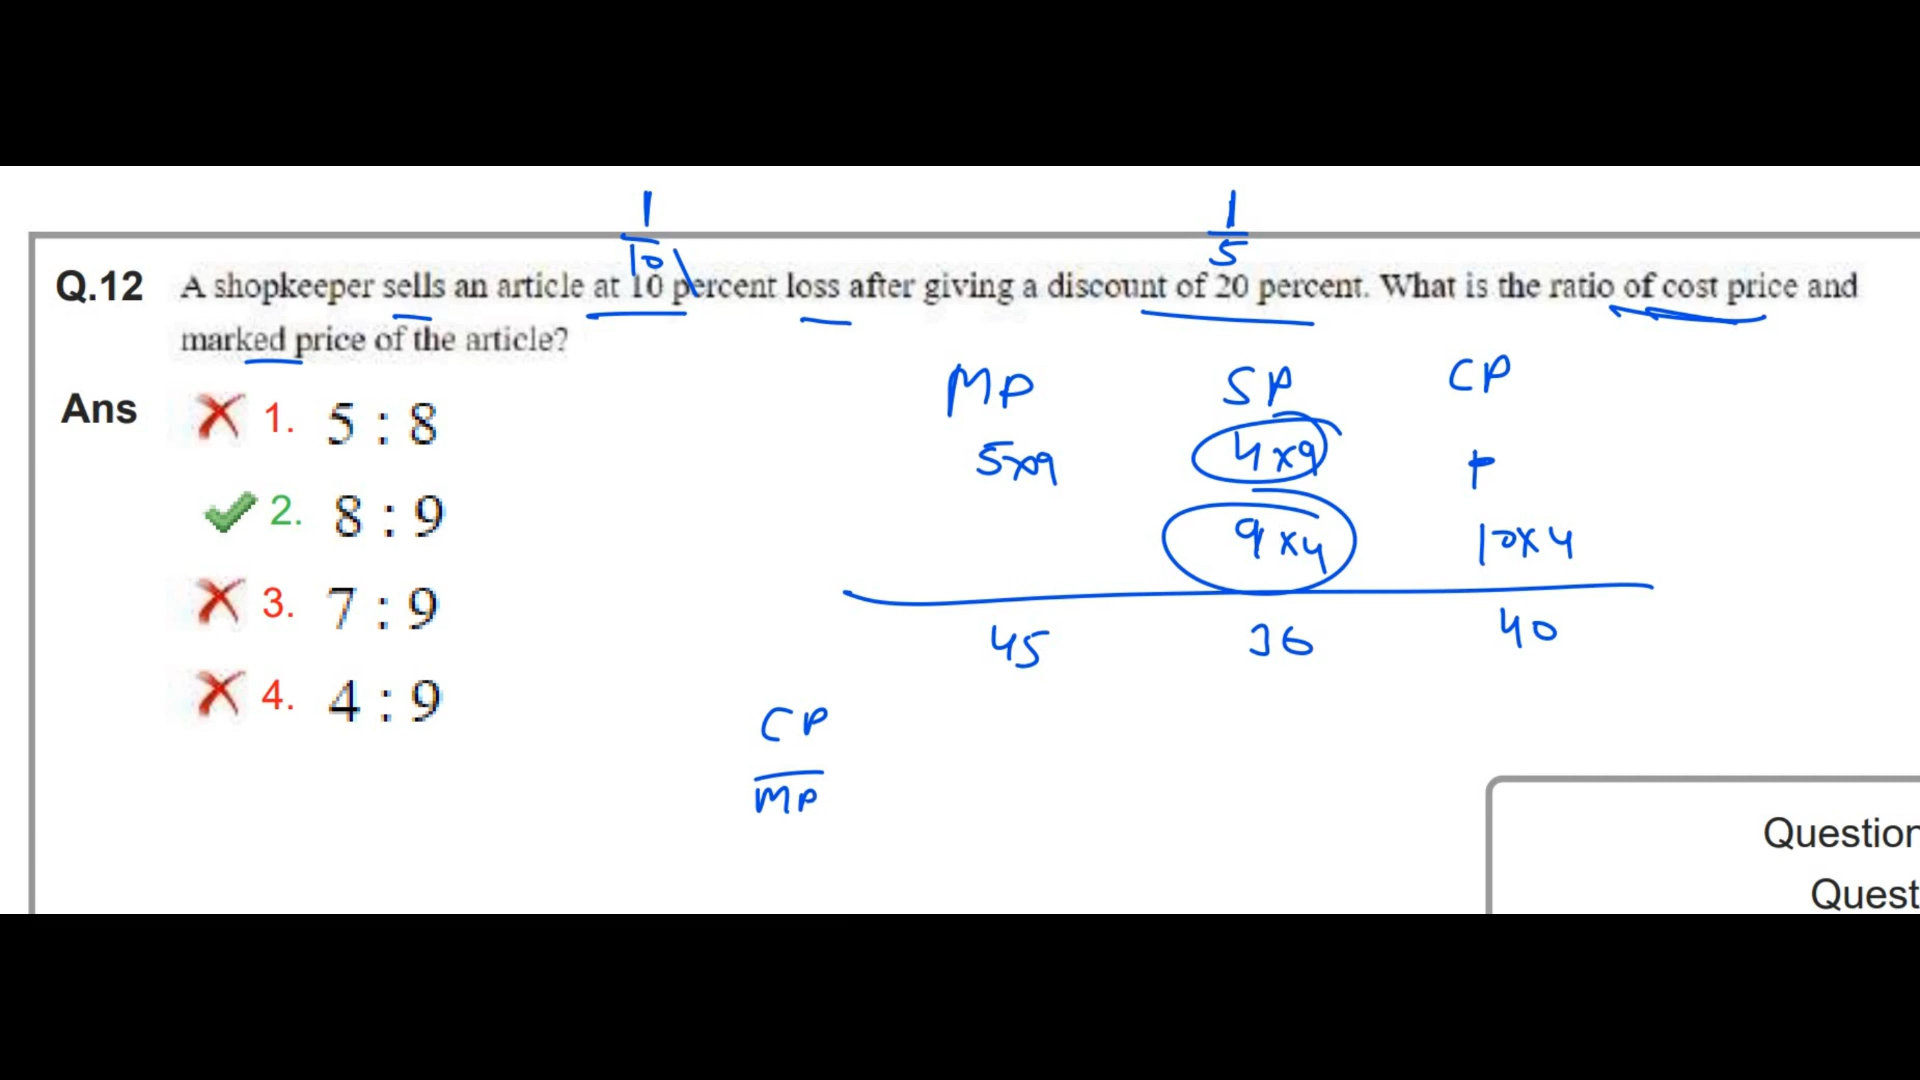 1/10
1/5
Q.12 A shopkeeper sells an article at 10 percent loss after giving a discount of 20 percent. What is the ratio of cost price and
marked price of the article?
Ans
1. 5 : 8
2. 8 : 9
3. 7 : 9
4. 4 : 9
MP SP CP
5x9 4x9
9x4 10x4
45 36 40
CP
MP
Question
Quest